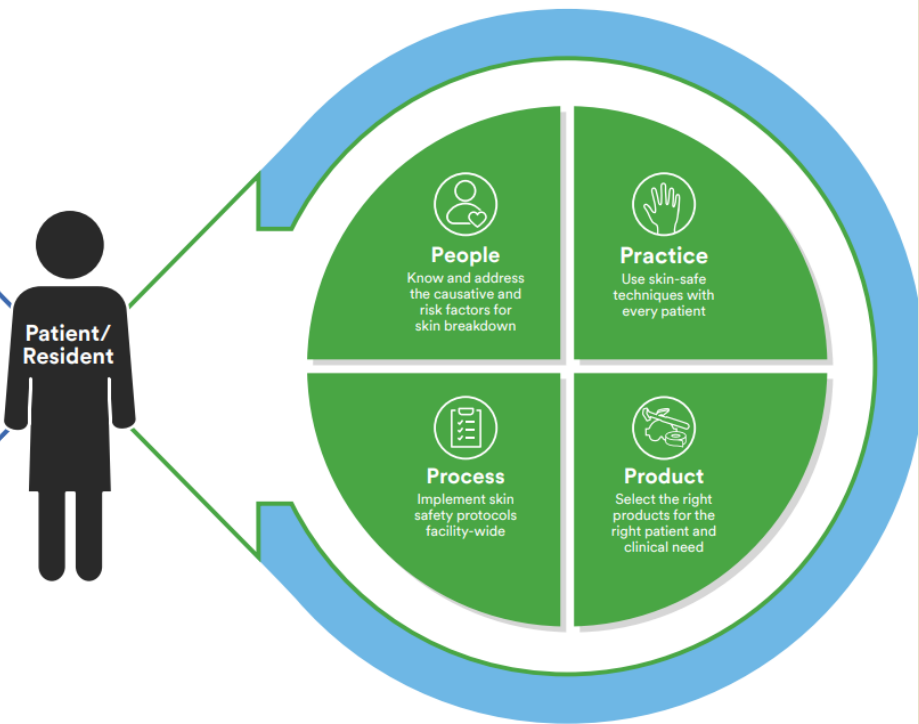 Patient/
Resident
People
Know and address
the causative and
risk factors for
skin breakdown
Practice
Use skin-safe
techniques with
every patient
Process
Implement skin
safety protocols
facility-wide
Product
Select the right
products for the
right patient and
clinical need